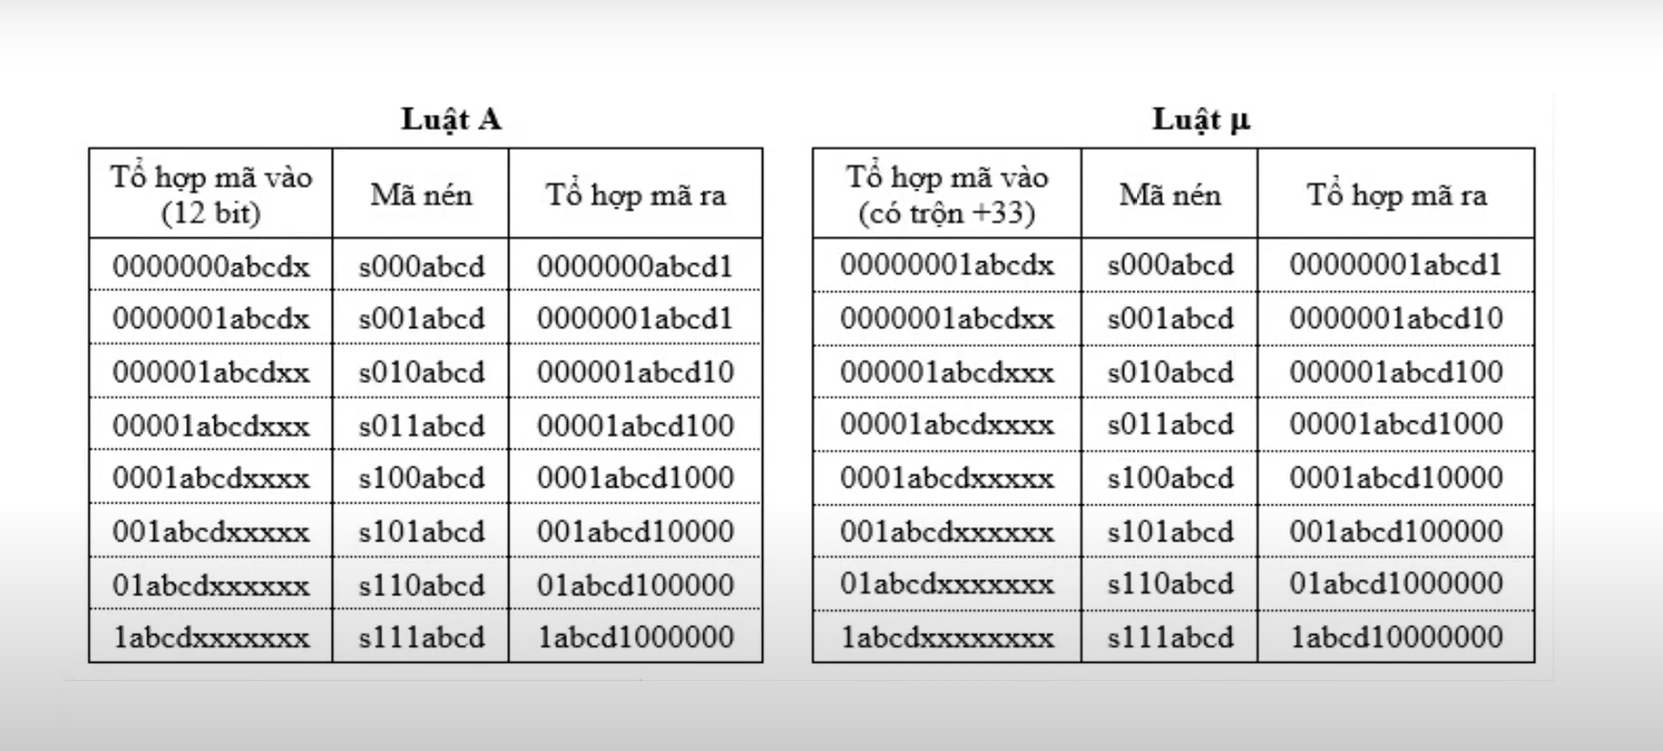 Luật A
Tổ hợp mã vào (12 bit) Mã nén Tổ hợp mã ra
0000000abcdx s000abcd 0000000abcd1
0000001abcdx s001abcd 0000001abcd1
000001abcdxx s010abcd 000001abcd10
00001abcdxxx s011abcd 00001abcd100
0001abcdxxxx s100abcd 0001abcd1000
001abcdxxxxx s101abcd 001abcd10000
01abcdxxxxxx s110abcd 01abcd100000
1abcdxxxxxxx s111abcd 1abcd1000000
Luật μ
Tổ hợp mã vào (có trộn +33) Mã nén Tổ hợp mã ra
00000001abcdx s000abcd 00000001abcd1
0000001abcdxx s001abcd 0000001abcd10
000001abcdxxx s010abcd 000001abcd100
00001abcdxxxx s011abcd 00001abcd1000
0001abcdxxxxx s100abcd 0001abcd10000
001abcdxxxxxx s101abcd 001abcd100000
01abcdxxxxxxx s110abcd 01abcd1000000
1abcdxxxxxxxx s111abcd 1abcd10000000